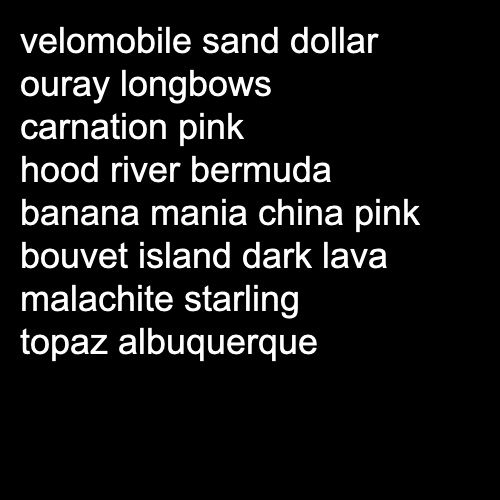 velomobile sand dollar
ouray longbows
carnation pink
hood river bermuda
banana mania china pink
bouvet island dark lava
malachite starling
topaz albuquerque